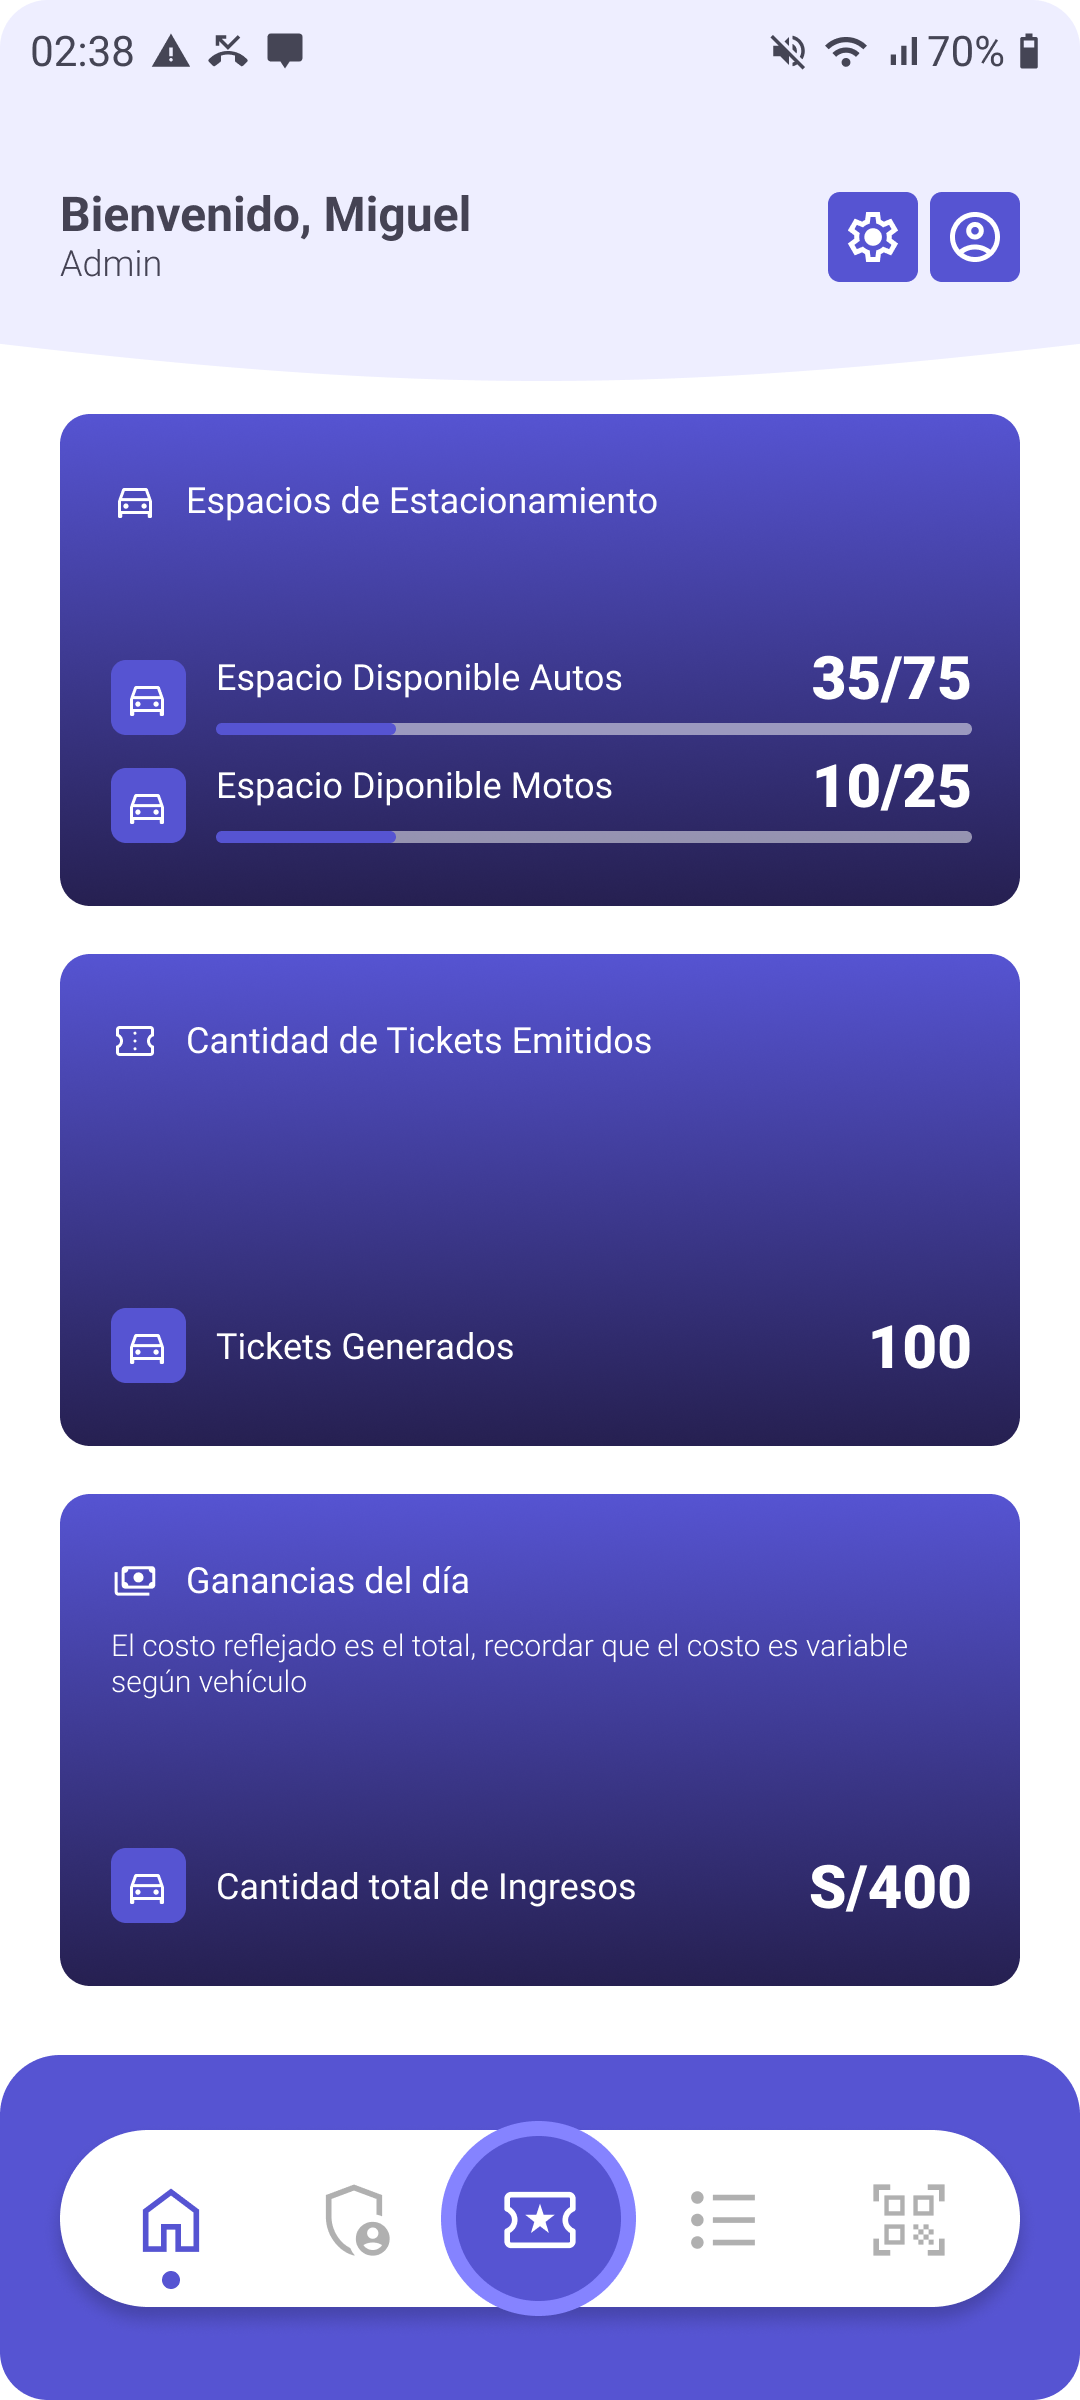 02:38
70%
Bienvenido, Miguel
Admin
Espacios de Estacionamiento
Espacio Disponible Autos
35/75
Espacio Diponible Motos
10/25
Cantidad de Tickets Emitidos
Tickets Generados
100
Ganancias del día
El costo reflejado es el total, recordar que el costo es variable
según vehículo
Cantidad total de Ingresos
S/400